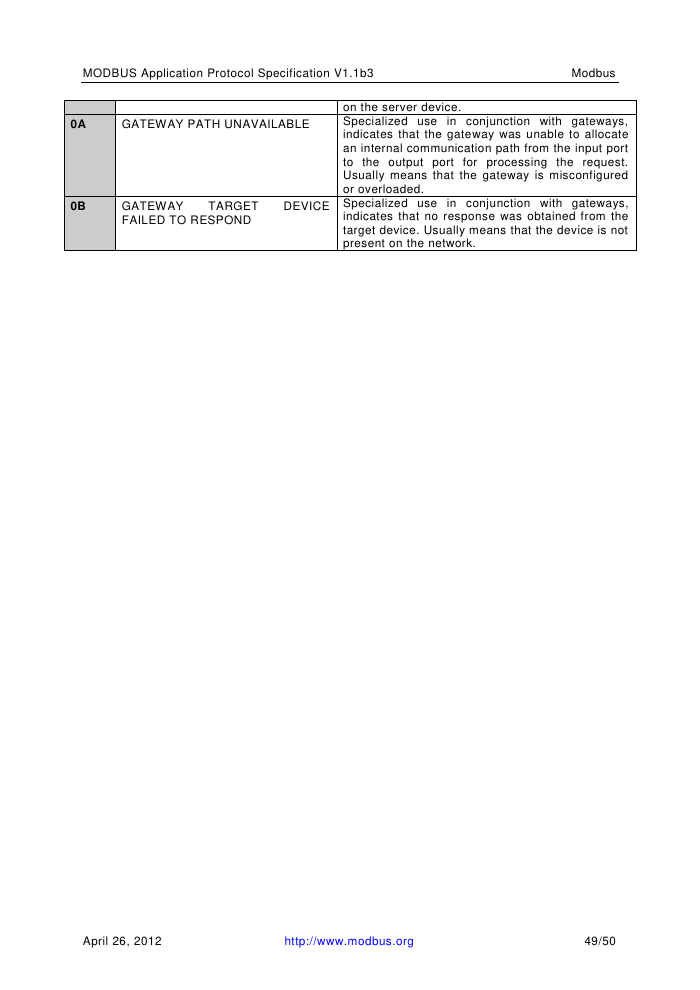 MODBUS Application Protocol Specification V1.1b3 Modbus
on the server device.
0A GATEWAY PATH UNAVAILABLE Specialized use in conjunction with gateways,
indicates that the gateway was unable to allocate
an internal communication path from the input port
to the output port for processing the request.
Usually means that the gateway is misconfigured
or overloaded.
0B GATEWAY TARGET DEVICE Specialized use in conjunction with gateways,
FAILED TO RESPOND indicates that no response was obtained from the
target device. Usually means that the device is not
present on the network.
April 26, 2012 http://www.modbus.org 49/50